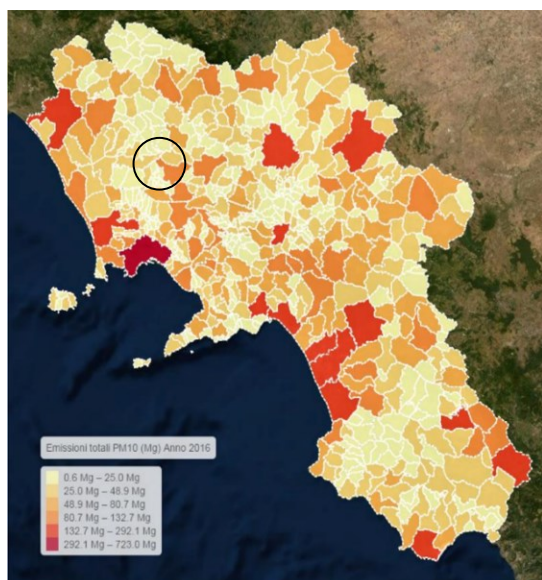 Emissioni totali PM10 (Mg) Anno 2016
0.6 Mg – 25.0 Mg
25.0 Mg – 48.9 Mg
48.9 Mg – 80.7 Mg
80.7 Mg – 132.7 Mg
132.7 Mg – 292.1 Mg
292.1 Mg – 723.0 Mg